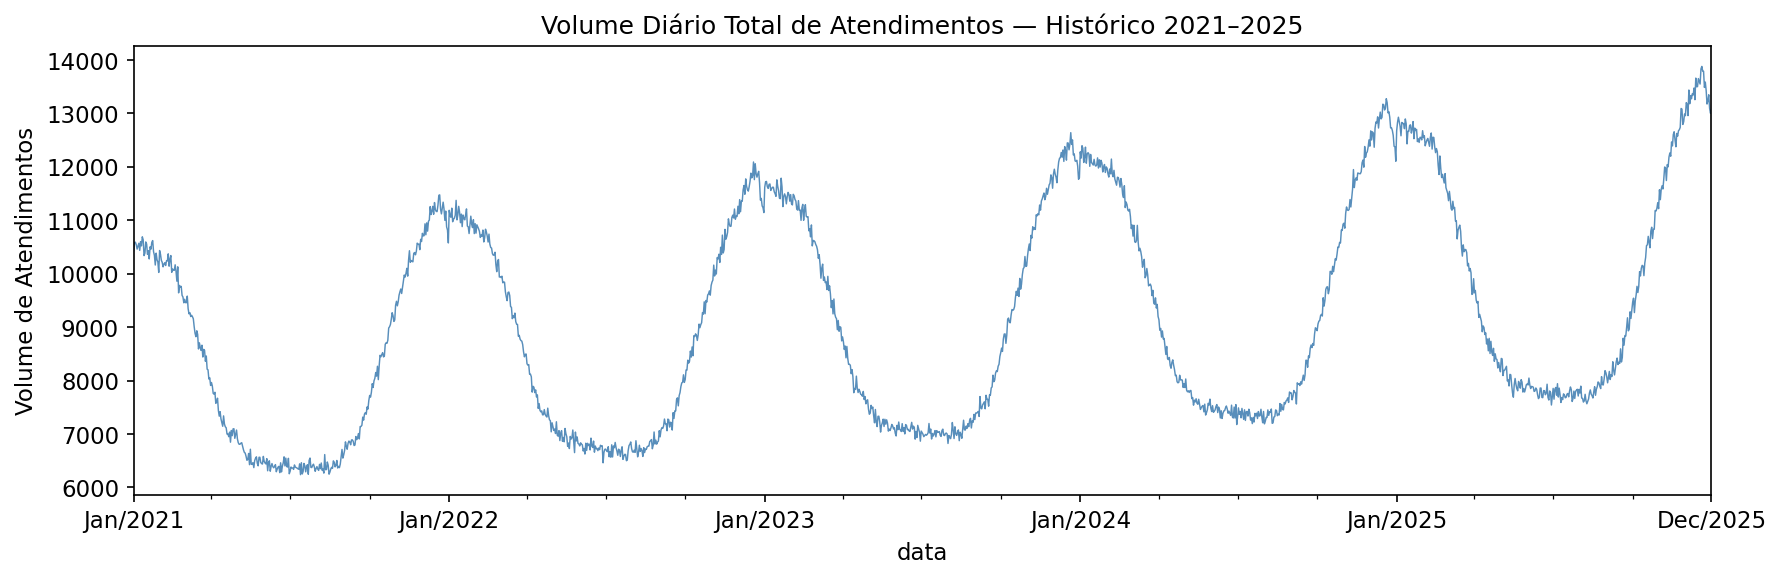 Volume Diário Total de Atendimentos — Histórico 2021–2025
Volume de Atendimentos
14000
13000
12000
11000
10000
9000
8000
7000
6000
Jan/2021 Jan/2022 Jan/2023 Jan/2024 Jan/2025 Dec/2025
data